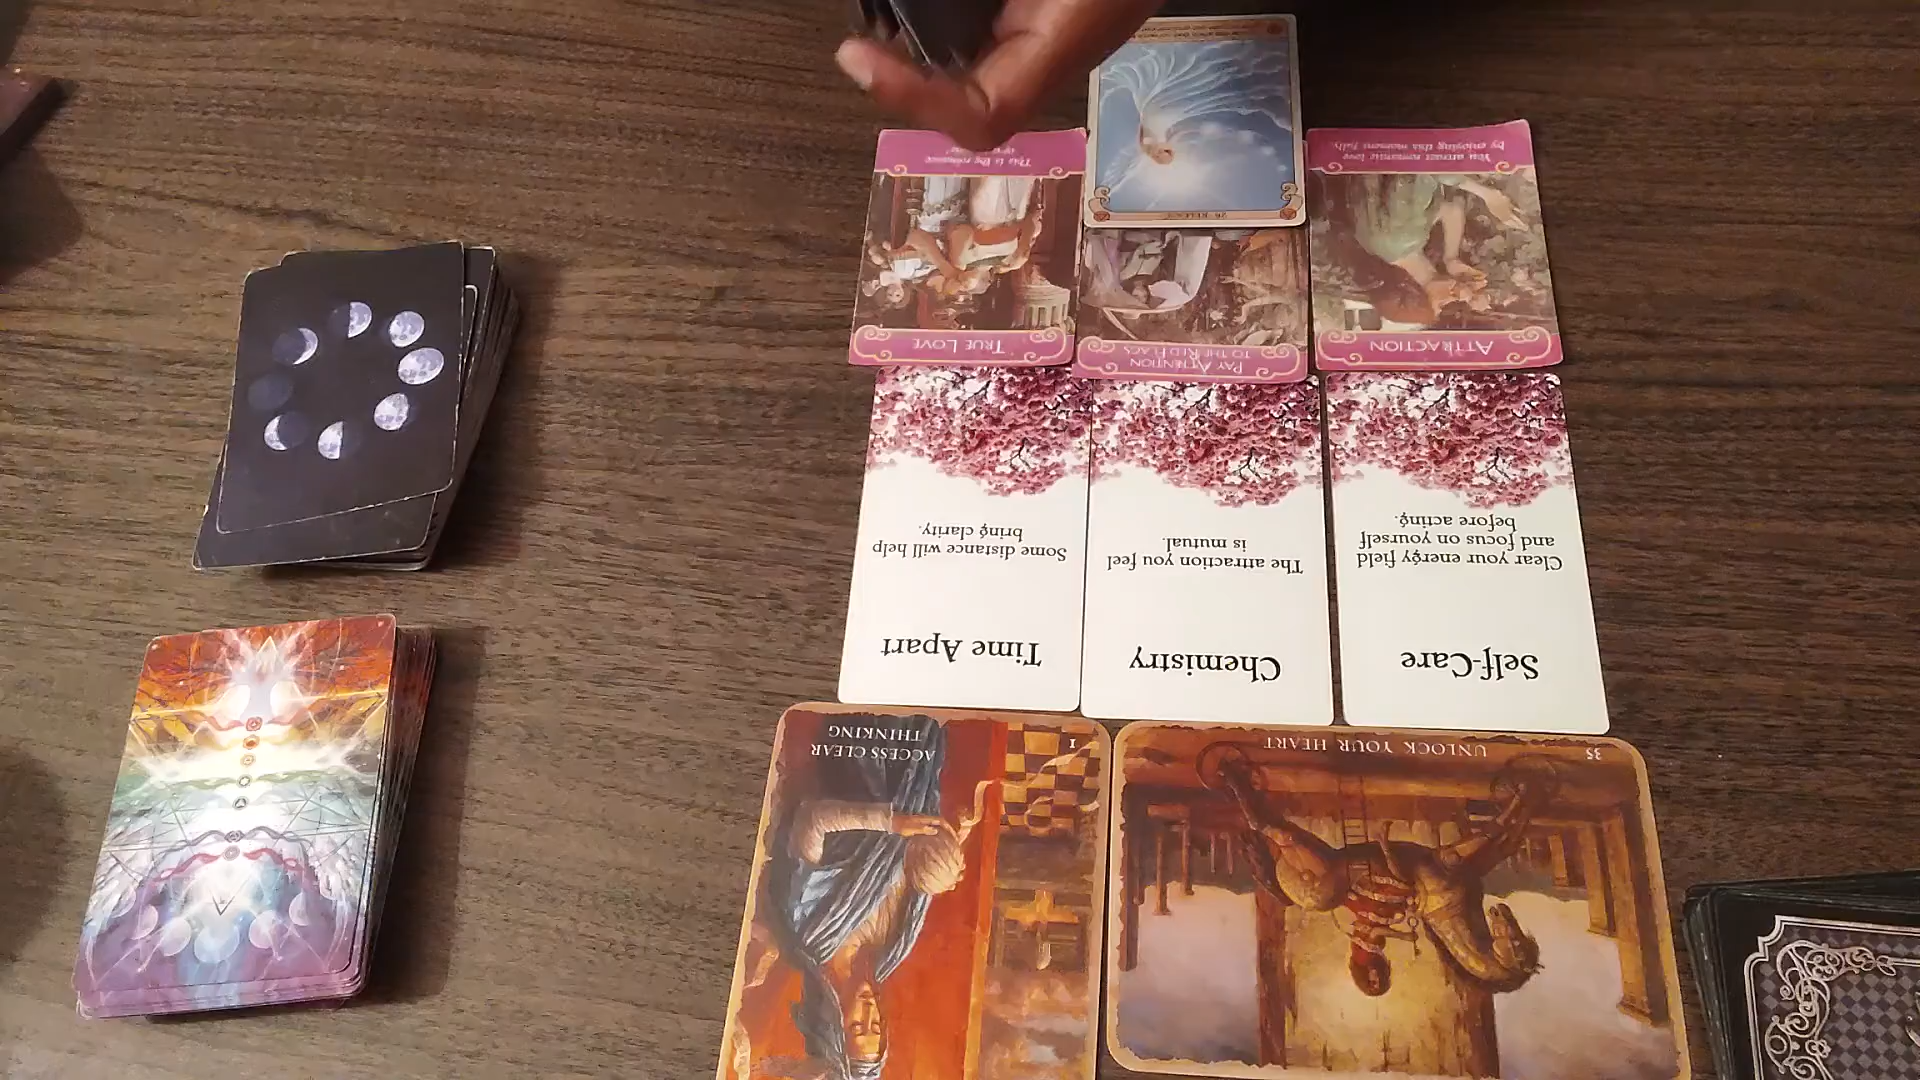 35
UNLOCK YOUR HEART
1
ACCESS CLEAR
THINKING
Self-Care
Clear your energy field
and focus on yourself
before acting.
Chemistry
The attraction you feel
is mutual.
Time Apart
Some distance will help
bring clarity.
ATTRACTION
You attract romantic love
by enjoying this moment fully
PAY ATTENTION
TO THE RED FLAGS
TRUE LOVE
This is the romance